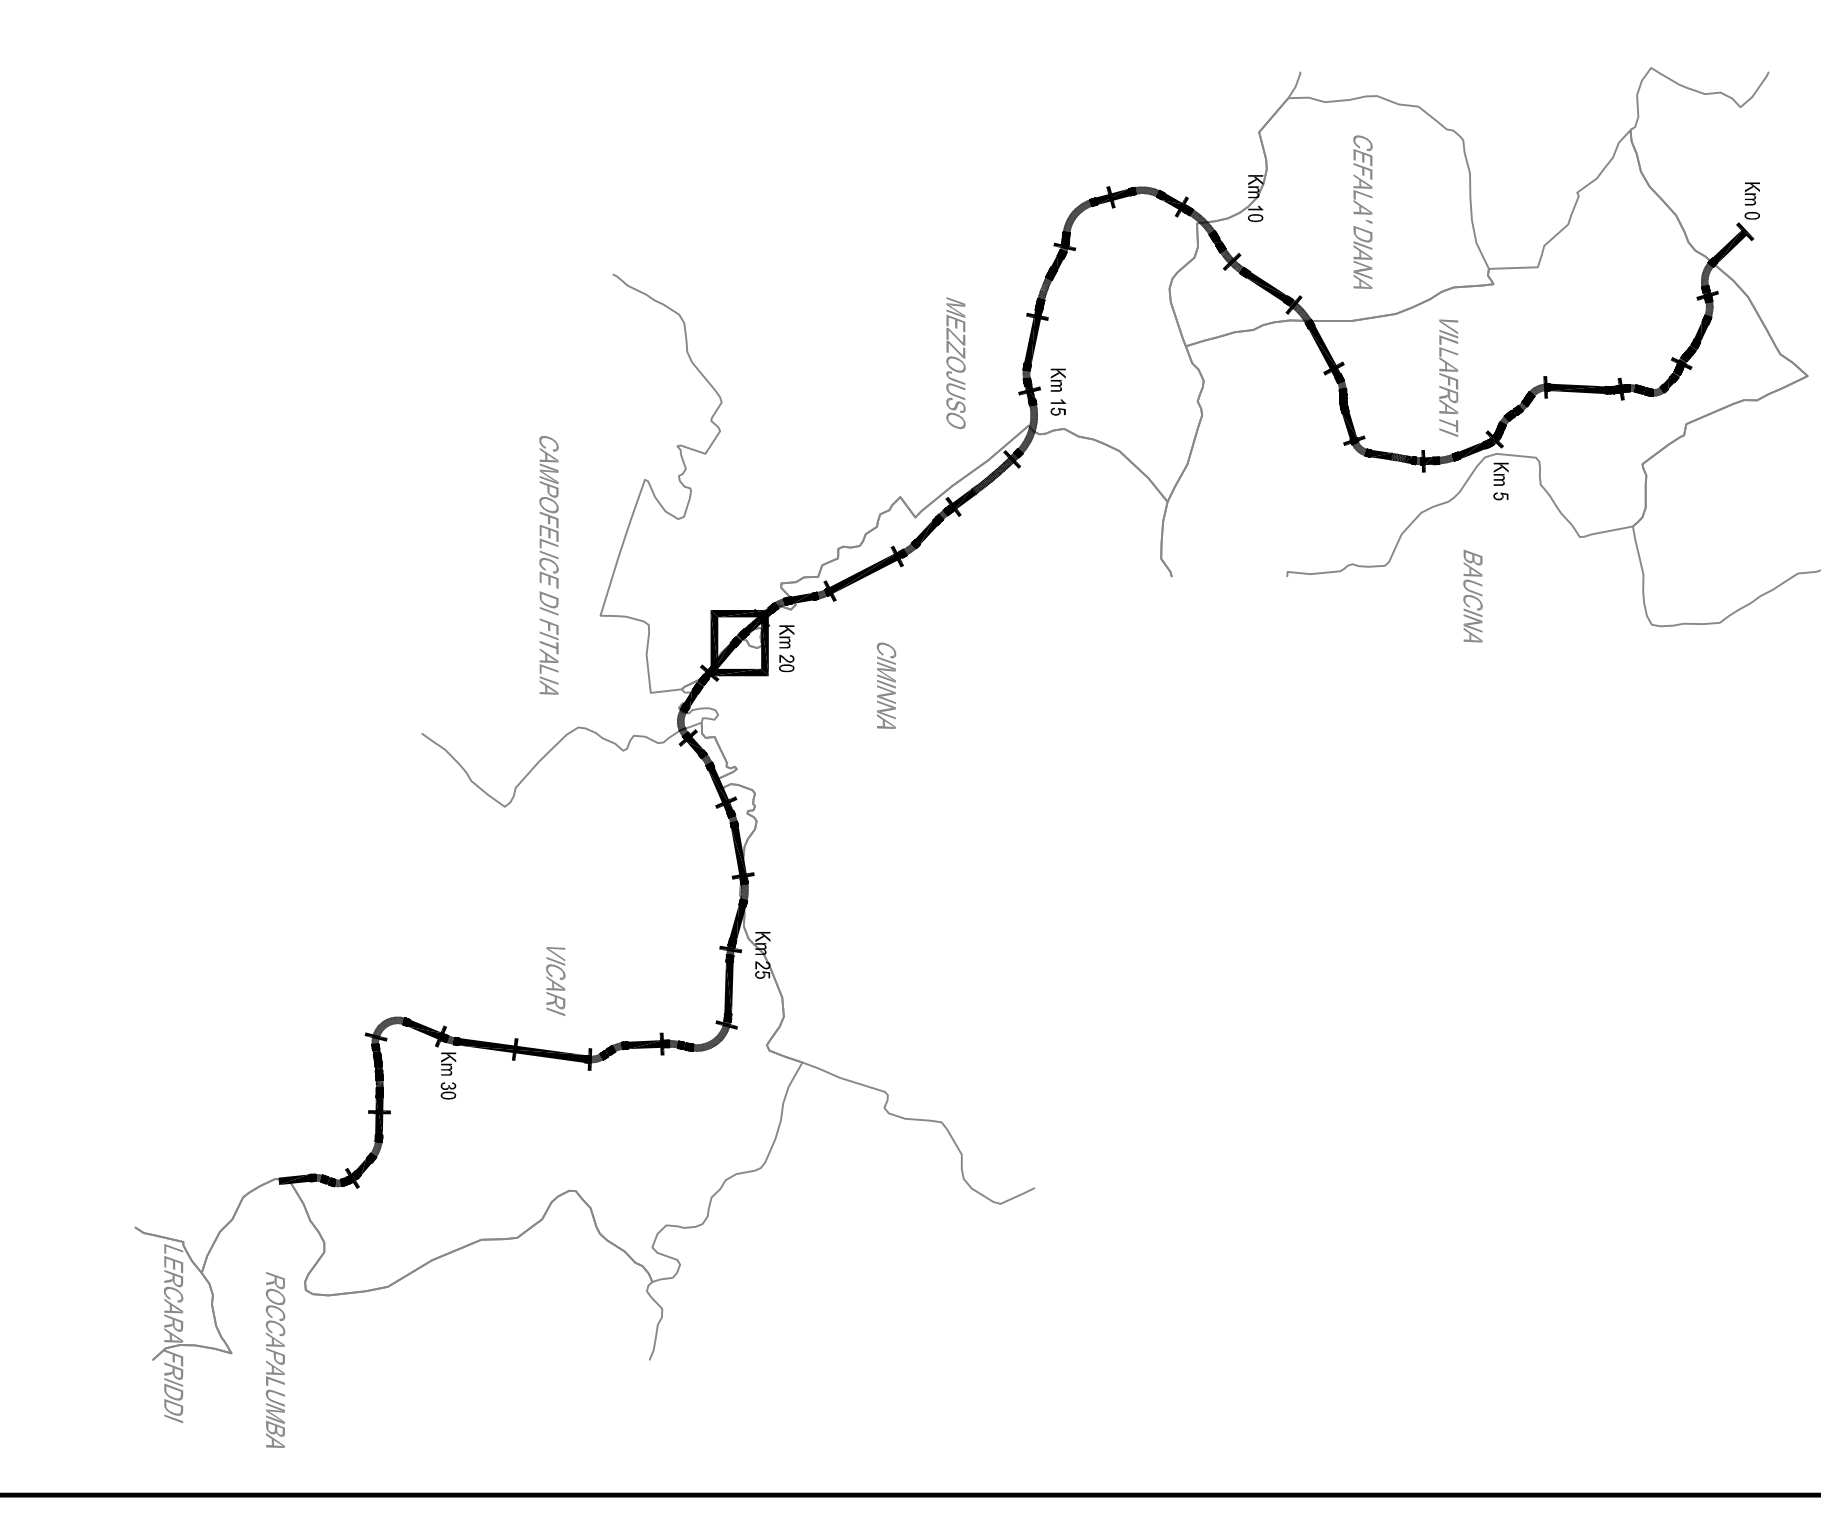 Km 0
CEFALA' DIANA
Km 10
VILLAFRATI
MEZZOJUSO
Km 15
Km 5
CAMPOFELICE DI FITALIA
BAUCINA
Km 20
CIMINNA
Km 25
VICARI
Km 30
LERCARA FRIDDI
ROCCAPALUMBA